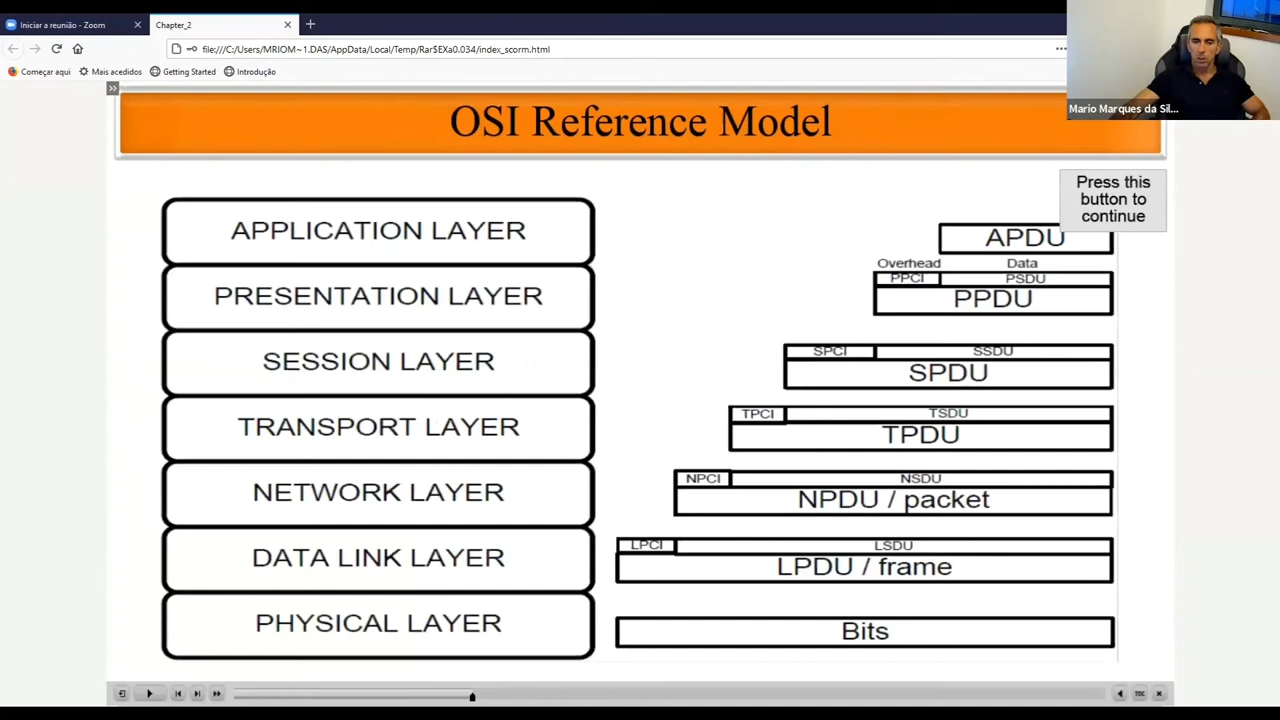 Iniciar a reunião - Zoom
Chapter_2
file:///C:/Users/MRIOM~1.DAS/AppData/Local/Temp/Rar$EXa0.034/index_scorm.html
Começar aqui
Mais acedidos
Getting Started
Introdução
Mario Marques da Sil...
OSI Reference Model
Press this
button to
continue
APPLICATION LAYER
APDU
Overhead
Data
PPCI
PSDU
PRESENTATION LAYER
PPDU
SPCI
SSDU
SESSION LAYER
SPDU
TPCI
TSDU
TRANSPORT LAYER
TPDU
NPCI
NSDU
NETWORK LAYER
NPDU / packet
LPCI
LSDU
DATA LINK LAYER
LPDU / frame
PHYSICAL LAYER
Bits
TOC